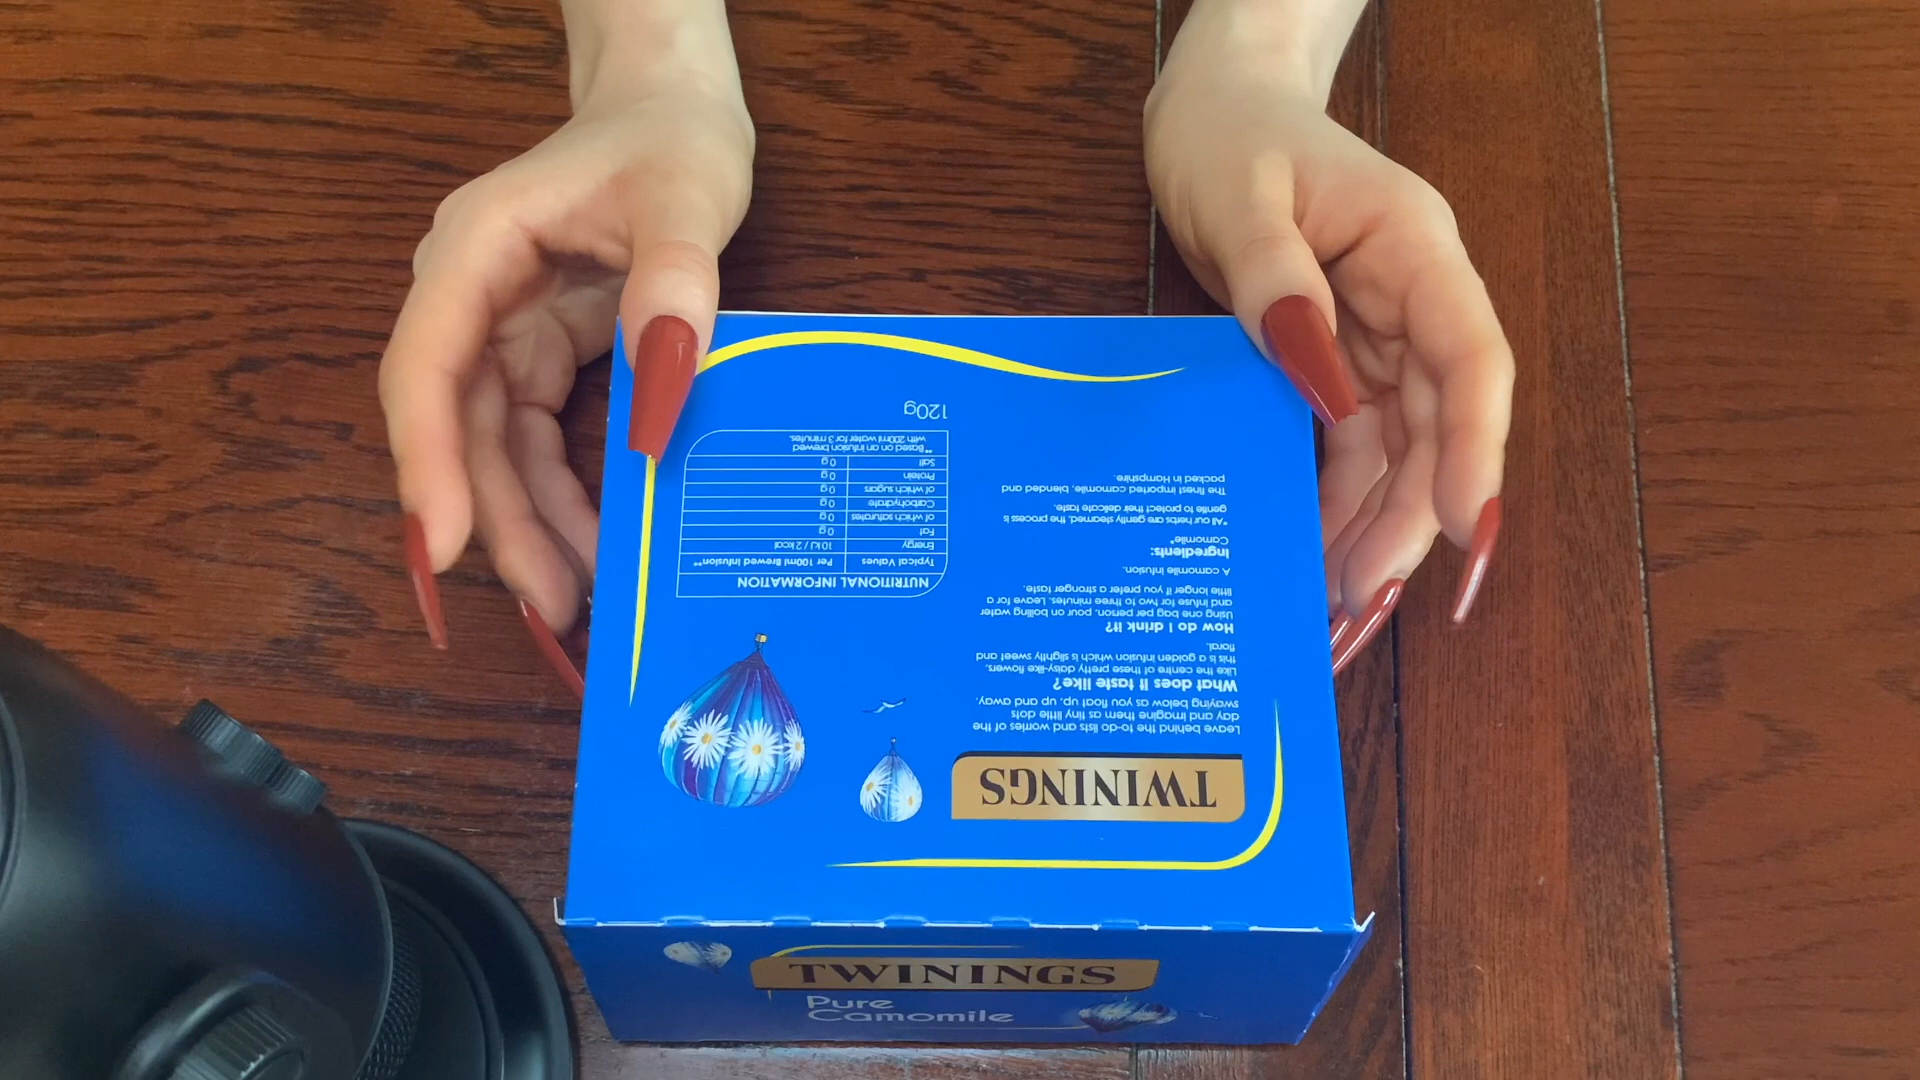 TWININGS
Leave behind the to-do lists and worries of the
day and imagine them as tiny little dots
swaying below as you float up, up and away.
What does it taste like?
Like the centre of these pretty daisy-like flowers,
this is a golden infusion which is slightly sweet and
floral.
How do I drink it?
Using one bag per person, pour on boiling water
and infuse for two to three minutes. Leave for a
little longer if you prefer a stronger taste.
A camomile infusion.
Ingredients:
Camomile*
*All our herbs are gently steamed, the process is
gentle to protect their delicate taste.
The finest imported camomile, blended and
packed in Hampshire.
NUTRITIONAL INFORMATION
Typical Values Per 100ml Brewed Infusion**
Energy 10 kJ / 2 kcal
Fat 0 g
of which saturates 0 g
Carbohydrate 0 g
of which sugars 0 g
Protein 0 g
Salt 0 g
**Based on an infusion brewed
with 200ml water for 3 minutes.
120g
TWININGS
Pure
Camomile